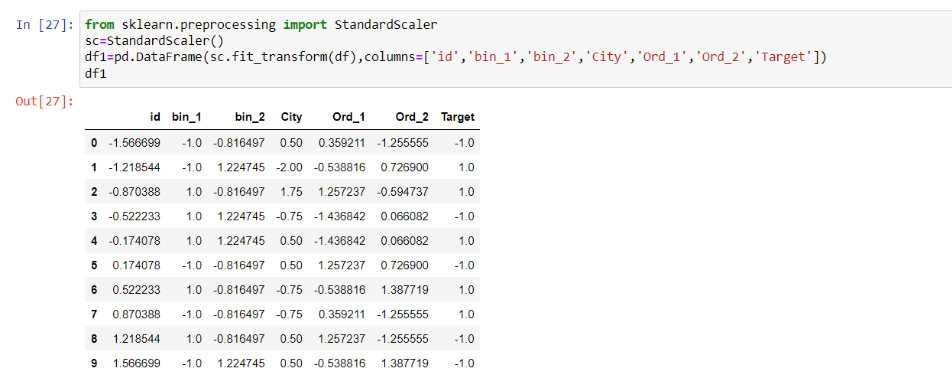 In [27]: from sklearn.preprocessing import StandardScaler
sc=StandardScaler()
df1=pd.DataFrame(sc.fit_transform(df),columns=['id','bin_1','bin_2','City','Ord_1','Ord_2','Target'])
df1
Out[27]:
id bin_1 bin_2 City Ord_1 Ord_2 Target
0 -1.566699 -1.0 -0.816497 0.50 0.359211 -1.255555 -1.0
1 -1.218544 -1.0 1.224745 -2.00 -0.538816 0.726900 1.0
2 -0.870388 1.0 -0.816497 1.75 1.257237 -0.594737 1.0
3 -0.522233 1.0 1.224745 -0.75 -1.436842 0.066082 -1.0
4 -0.174078 1.0 1.224745 0.50 -1.436842 0.066082 1.0
5 0.174078 -1.0 -0.816497 0.50 1.257237 0.726900 -1.0
6 0.522233 1.0 -0.816497 -0.75 -0.538816 1.387719 1.0
7 0.870388 -1.0 -0.816497 -0.75 0.359211 -1.255555 1.0
8 1.218544 1.0 -0.816497 0.50 1.257237 -1.255555 -1.0
9 1.566699 -1.0 1.224745 0.50 -0.538816 1.387719 -1.0